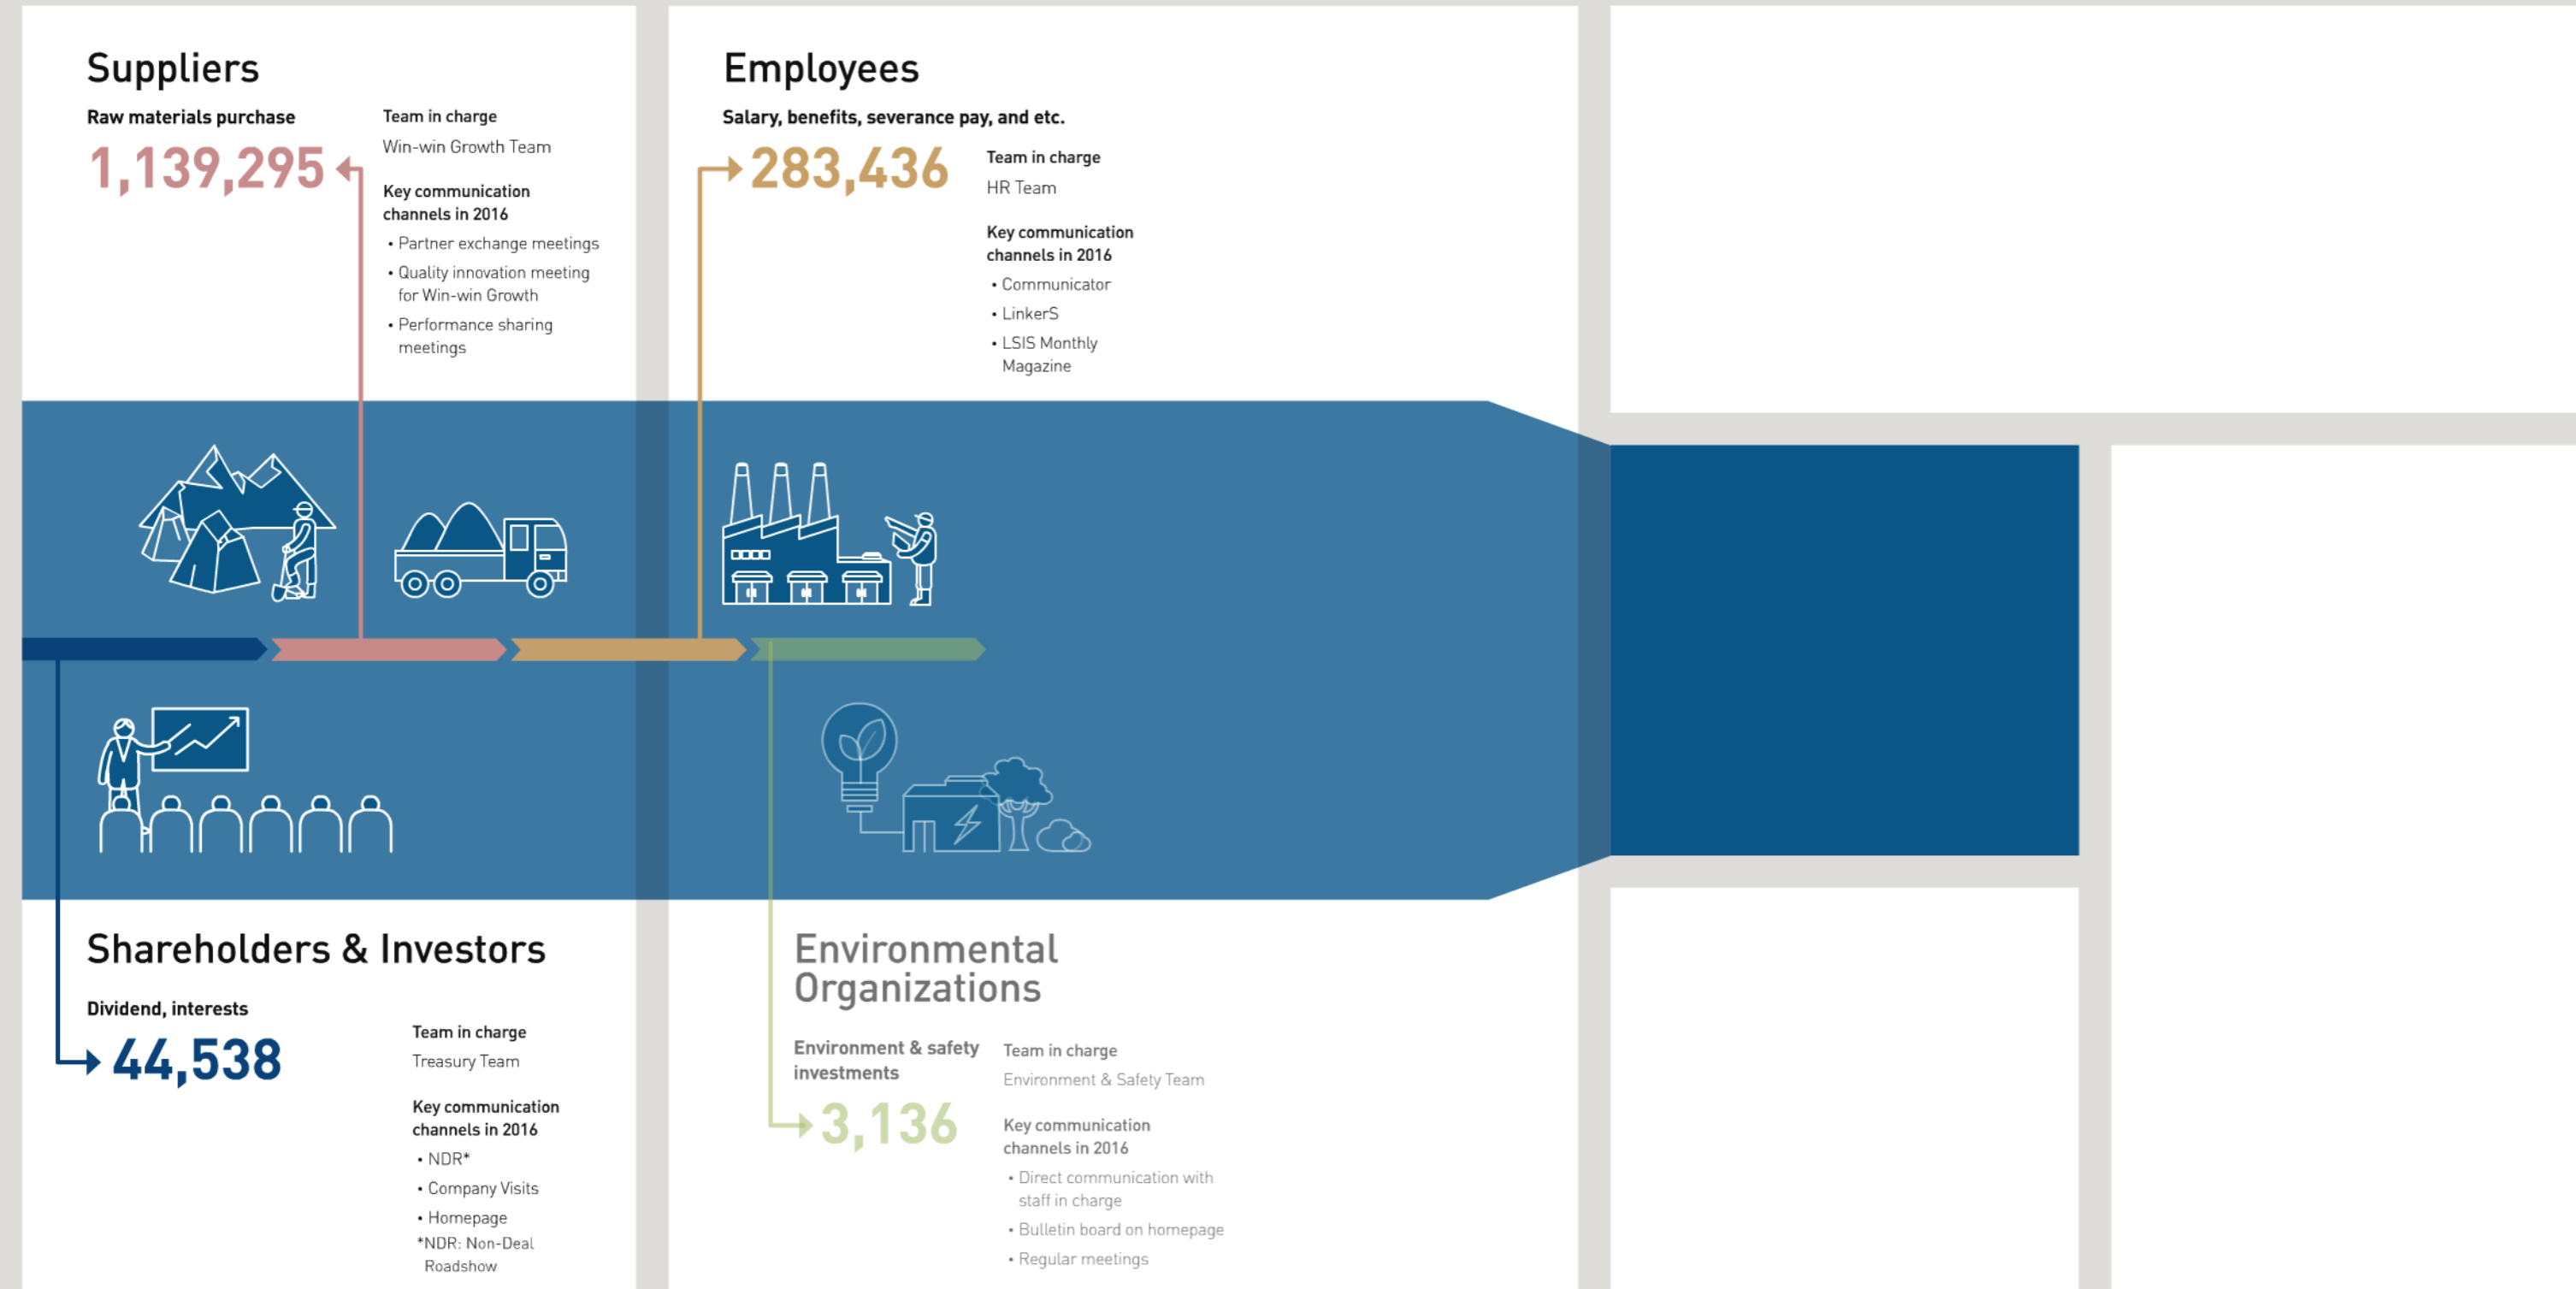 Suppliers
Raw materials purchase
1,139,295
Team in charge
Win-win Growth Team
Key communication
channels in 2016
• Partner exchange meetings
• Quality innovation meeting
for Win-win Growth
• Performance sharing
meetings
Employees
Salary, benefits, severance pay, and etc.
283,436
Team in charge
HR Team
Key communication
channels in 2016
• Communicator
• LinkerS
• LSIS Monthly
Magazine
Shareholders & Investors
Dividend, interests
44,538
Team in charge
Treasury Team
Key communication
channels in 2016
• NDR*
• Company Visits
• Homepage
*NDR: Non-Deal
Roadshow
Environmental
Organizations
Environment & safety
investments
3,136
Team in charge
Environment & Safety Team
Key communication
channels in 2016
• Direct communication with
staff in charge
• Bulletin board on homepage
• Regular meetings